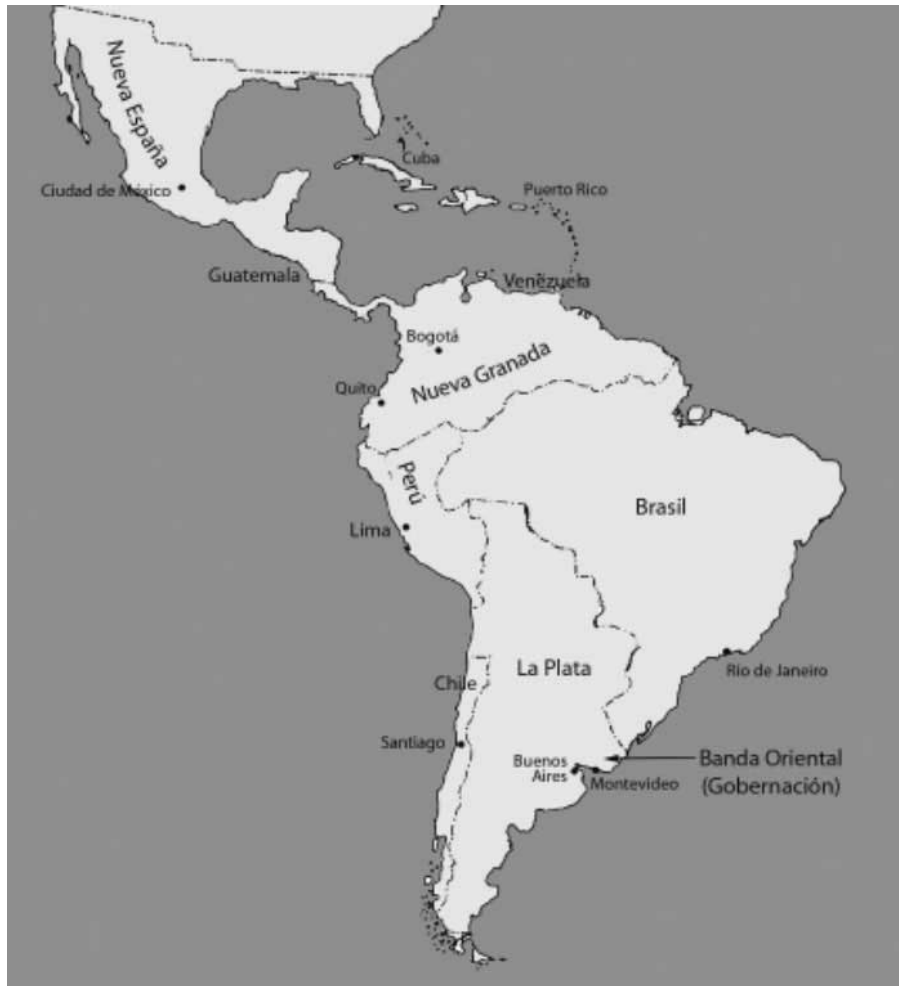 Nueva España
Cuba
Ciudad de México
Puerto Rico
Guatemala
Venezuela
Bogotá
Nueva Granada
Quito
Perú
Lima
Brasil
La Plata
Rio de Janeiro
Chile
Santiago
Buenos
Aires
Montevideo
Banda Oriental
(Gobernación)